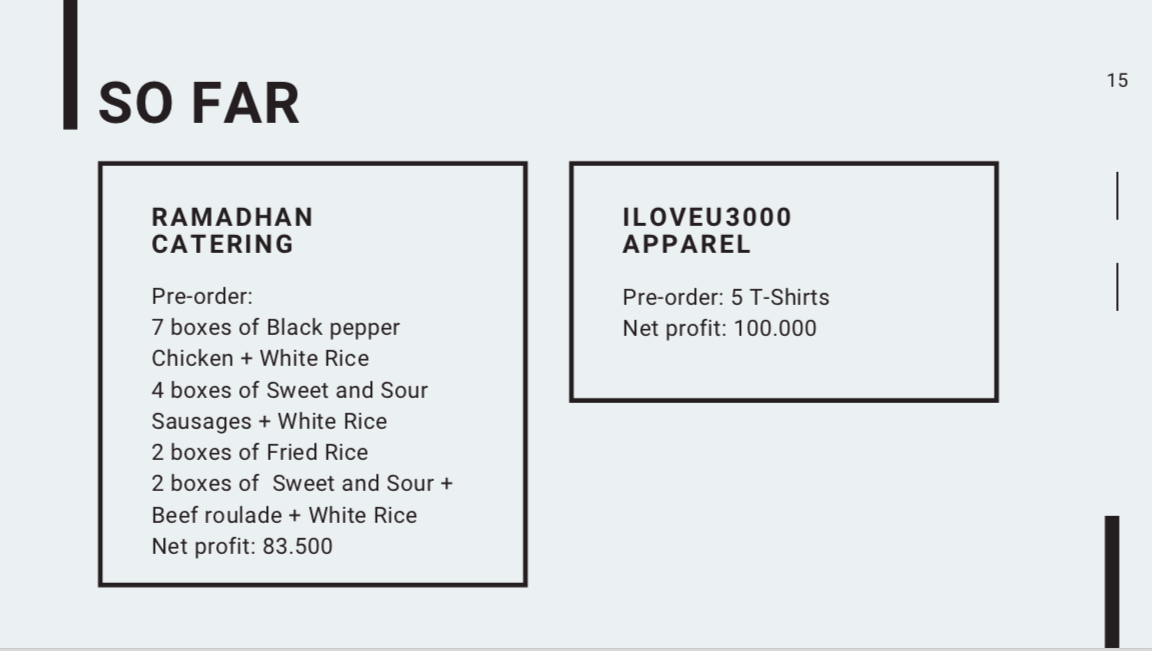 SO FAR
15
RAMADHAN
CATERING
Pre-order:
7 boxes of Black pepper
Chicken + White Rice
4 boxes of Sweet and Sour
Sausages + White Rice
2 boxes of Fried Rice
2 boxes of  Sweet and Sour +
Beef roulade + White Rice
Net profit: 83.500
ILOVEU3000
APPAREL
Pre-order: 5 T-Shirts
Net profit: 100.000